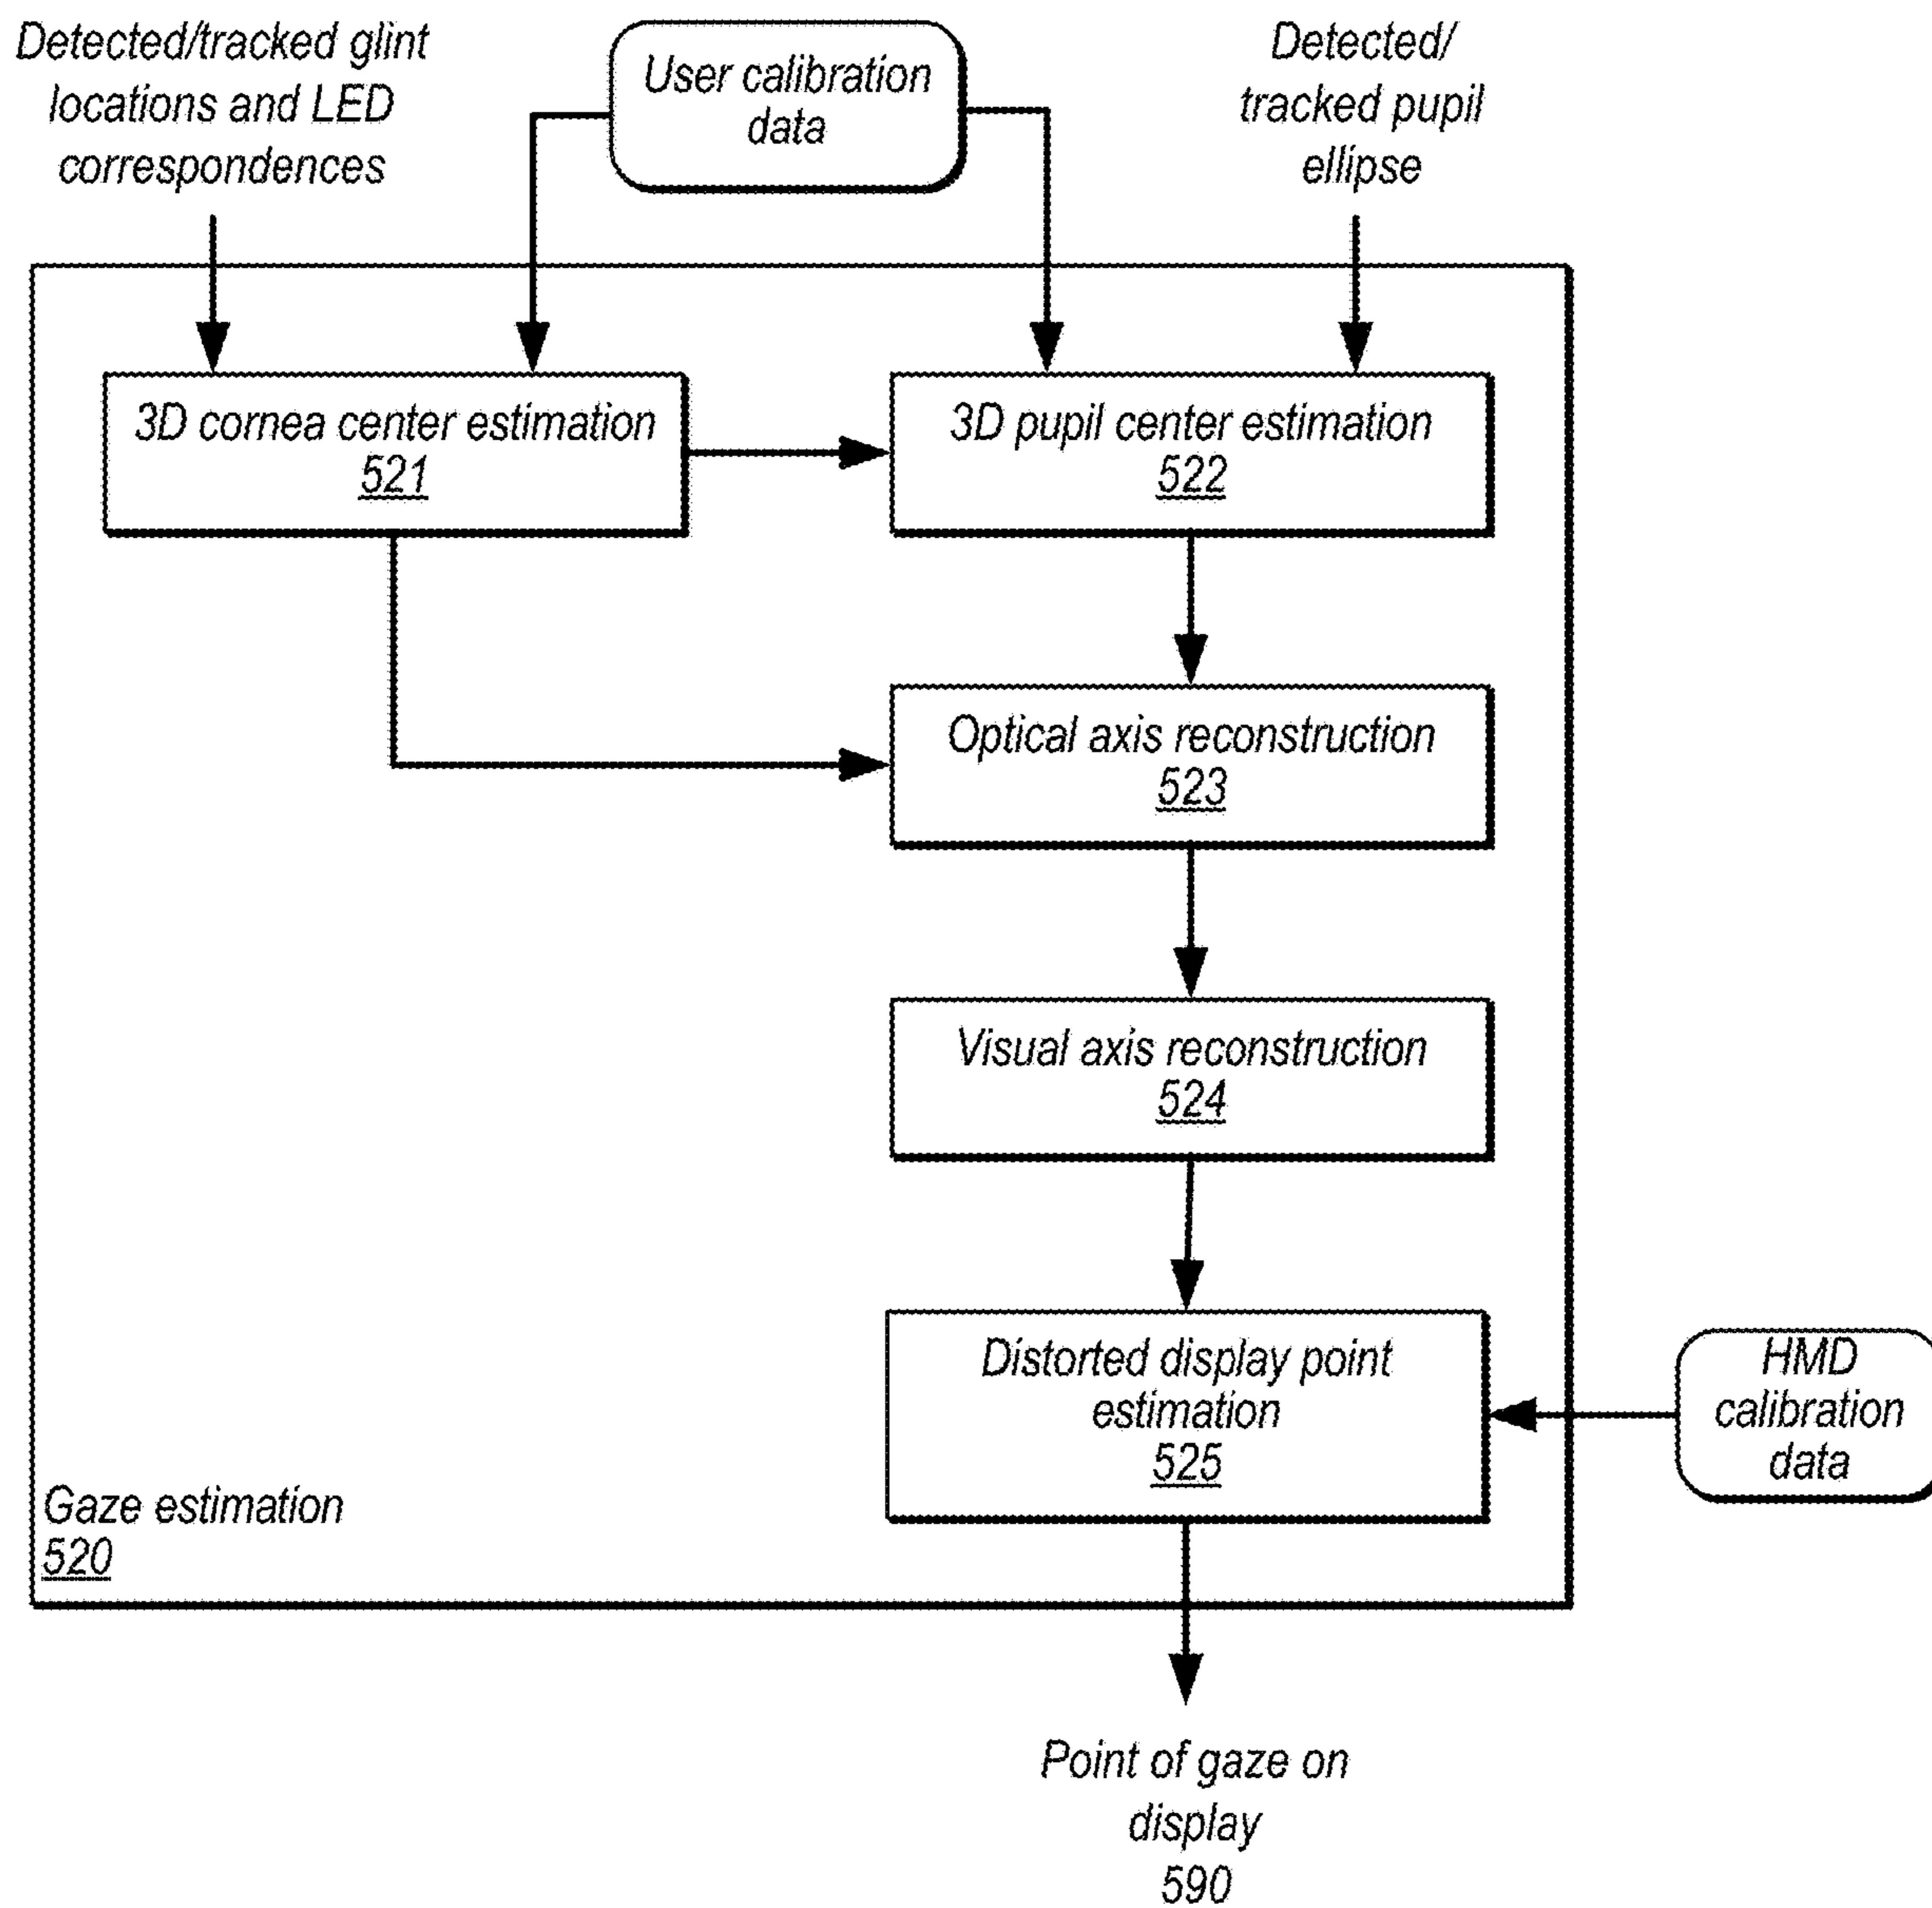 Detected/tracked glint
locations and LED
correspondences
User calibration
data
Detected/
tracked pupil
ellipse
3D cornea center estimation
521
3D pupil center estimation
522
Optical axis reconstruction
523
Visual axis reconstruction
524
Distorted display point
estimation
525
HMD
calibration
data
Gaze estimation
520
Point of gaze on
display
590